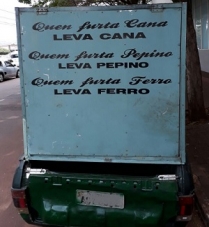 Quem furta Cana
LEVA CANA
Quem furta Pepino
LEVA PEPINO
Quem furta Ferro
LEVA FERRO